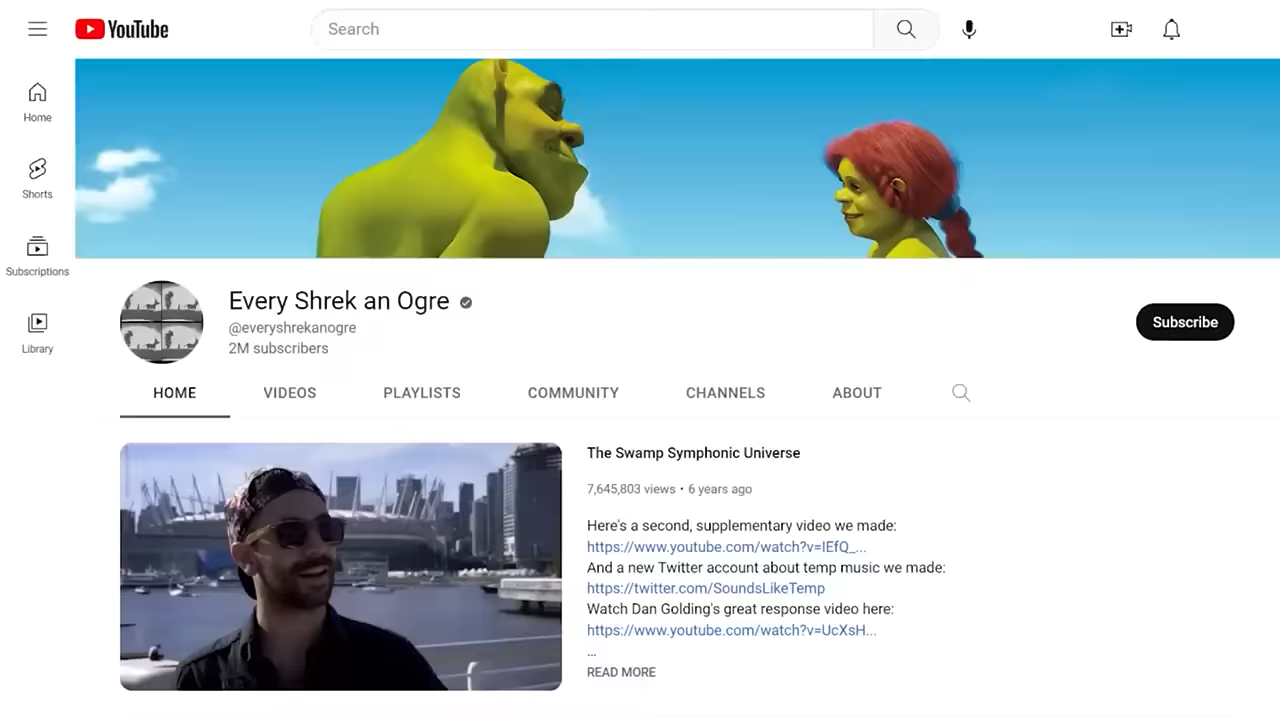 YouTube
Search
Home
Shorts
Subscriptions
Library
Every Shrek an Ogre
@everyshrekanogre
2M subscribers
Subscribe
HOME VIDEOS PLAYLISTS COMMUNITY CHANNELS ABOUT
The Swamp Symphonic Universe
7,645,803 views • 6 years ago
Here's a second, supplementary video we made:
https://www.youtube.com/watch?v=IEfQ_...
And a new Twitter account about temp music we made:
https://twitter.com/SoundsLikeTemp
Watch Dan Golding's great response video here:
https://www.youtube.com/watch?v=UcXsH...
...
READ MORE